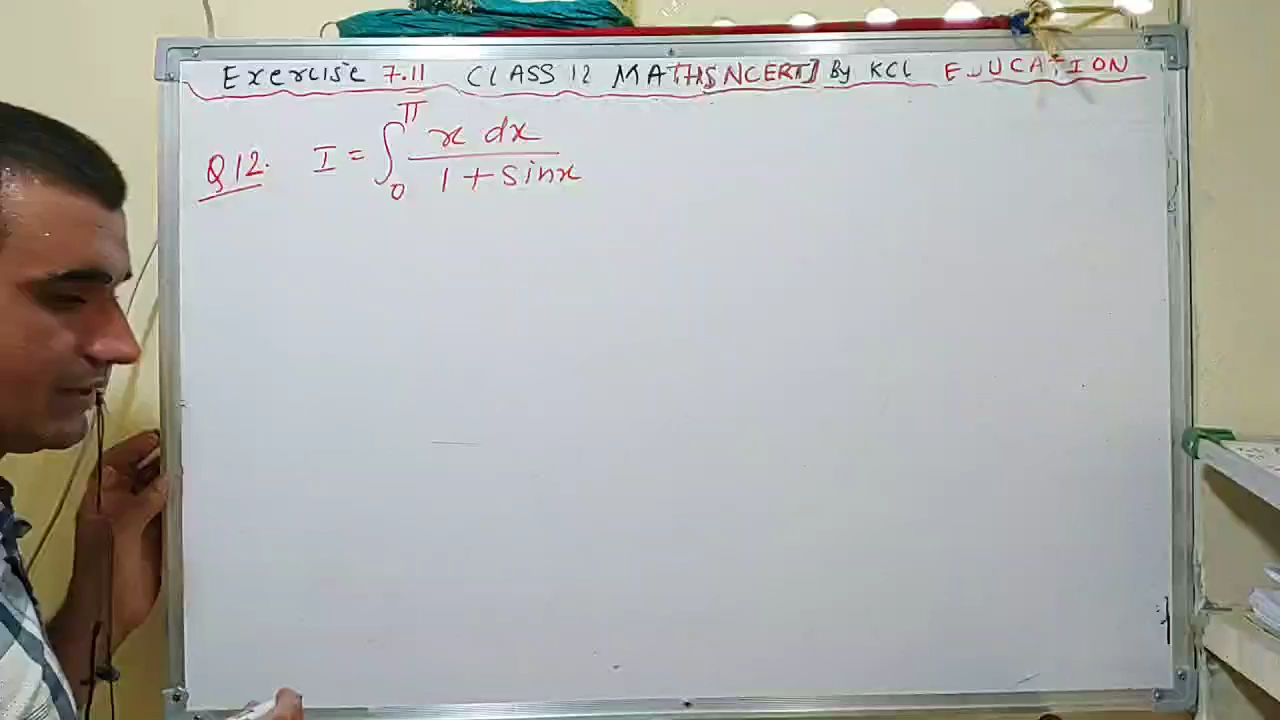 Exercise 7.11 CLASS 12 MATHS NCERT] By KCL EDUCATION
Q12. I = ∫₀^π x dx / 1 + sinx